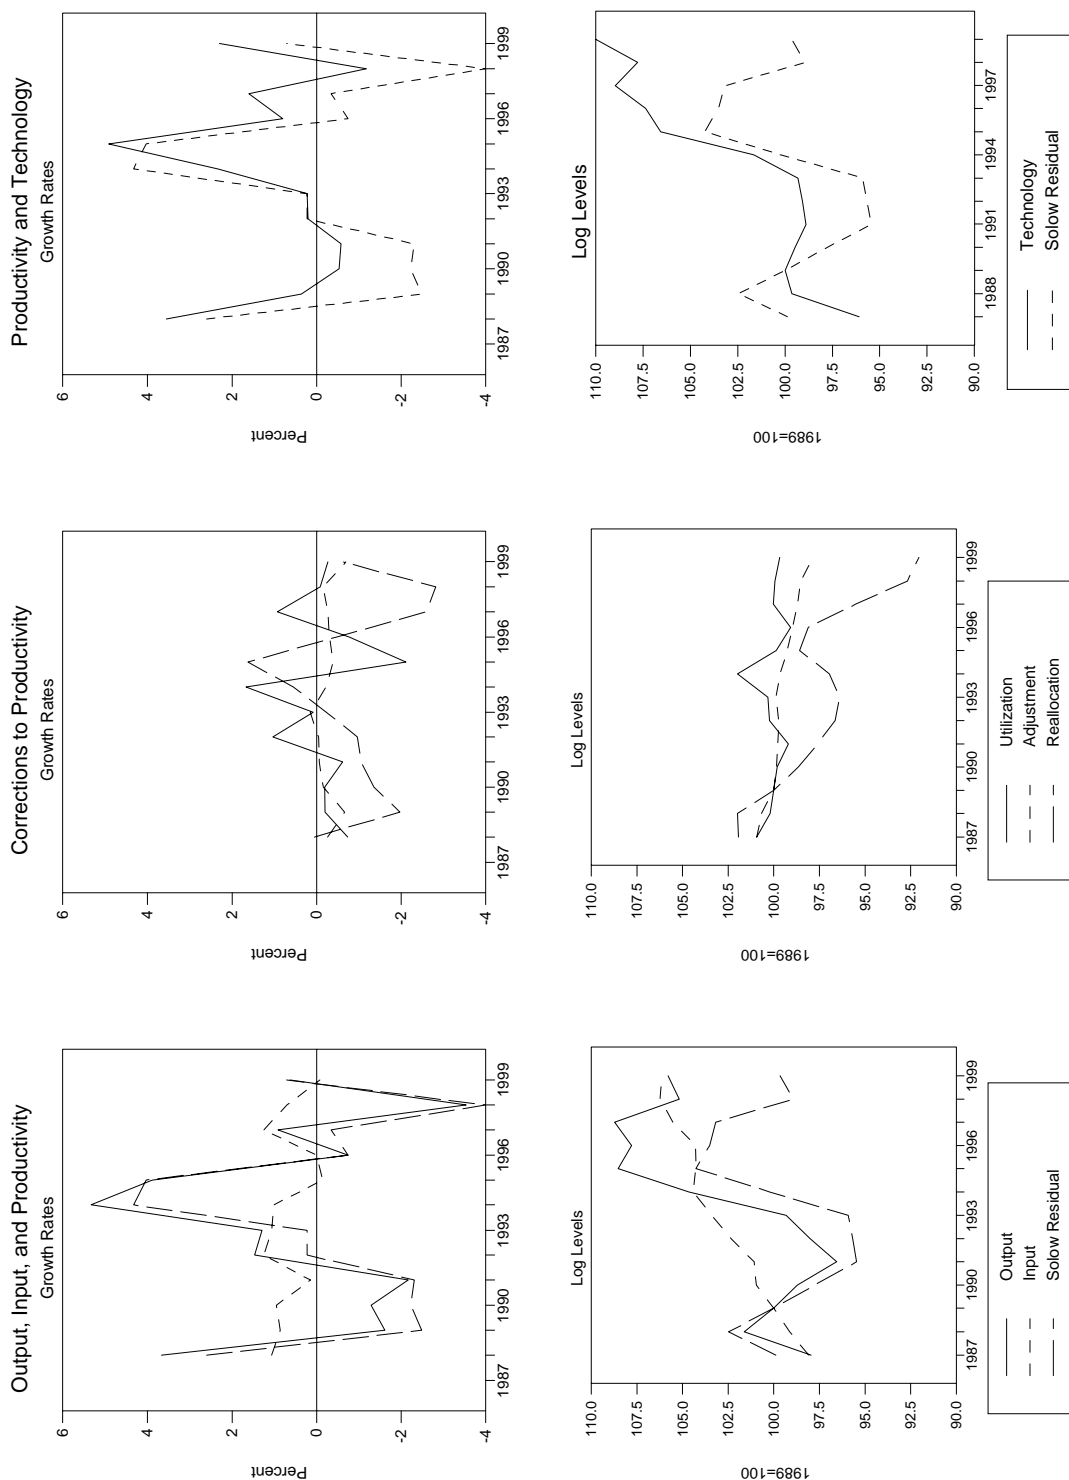 Output, Input, and Productivity
Growth Rates
Percent
6
4
2
0
-2
-4
1987 1990 1993 1996 1999
Corrections to Productivity
Growth Rates
Percent
6
4
2
0
-2
-4
1987 1990 1993 1996 1999
Productivity and Technology
Growth Rates
Percent
6
4
2
0
-2
-4
1987 1990 1993 1996 1999
Log Levels
1989=100
110.0
107.5
105.0
102.5
100.0
97.5
95.0
92.5
90.0
1987 1990 1993 1996 1999
Output
Input
Solow Residual
Log Levels
1989=100
110.0
107.5
105.0
102.5
100.0
97.5
95.0
92.5
90.0
1987 1990 1993 1996 1999
Utilization
Adjustment
Reallocation
Log Levels
1989=100
110.0
107.5
105.0
102.5
100.0
97.5
95.0
92.5
90.0
1988 1991 1994 1997
Technology
Solow Residual